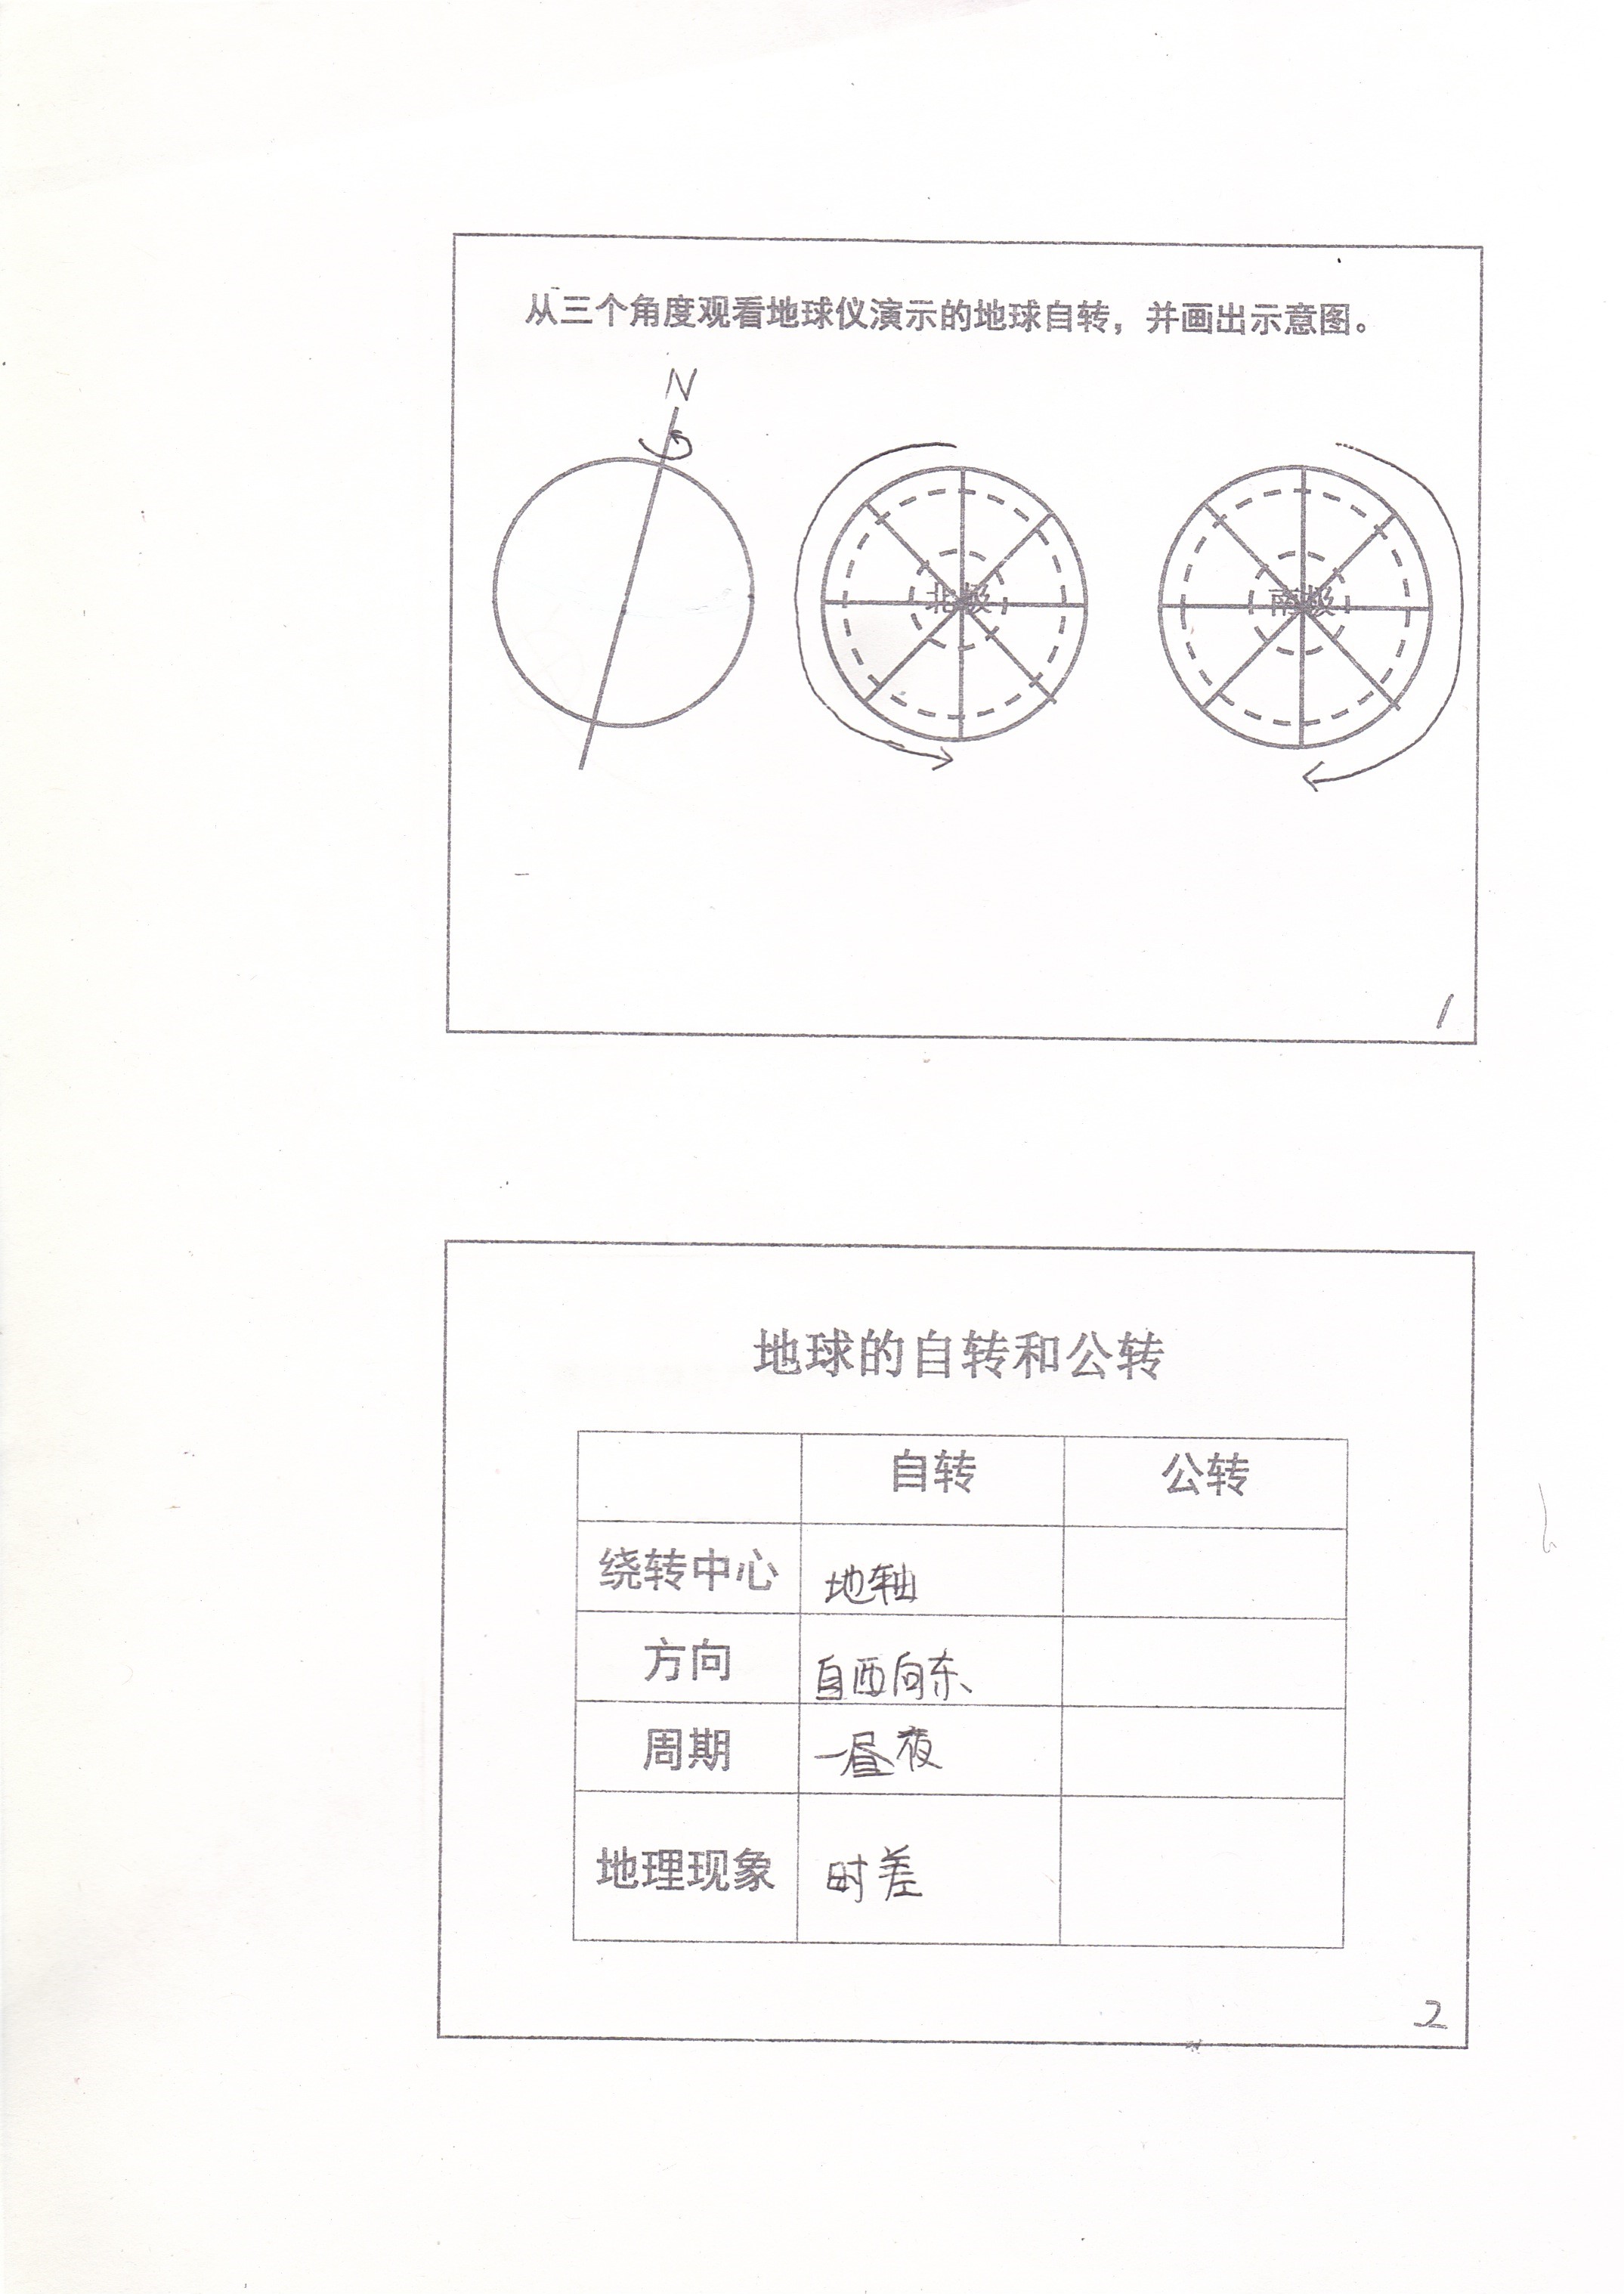 从三个角度观看地球仪演示的地球自转，并画出示意图。
N
北极
南极
1
地球的自转和公转
自转 公转
绕转中心 地轴
方向 自西向东
周期 一昼夜
地理现象 时差
2